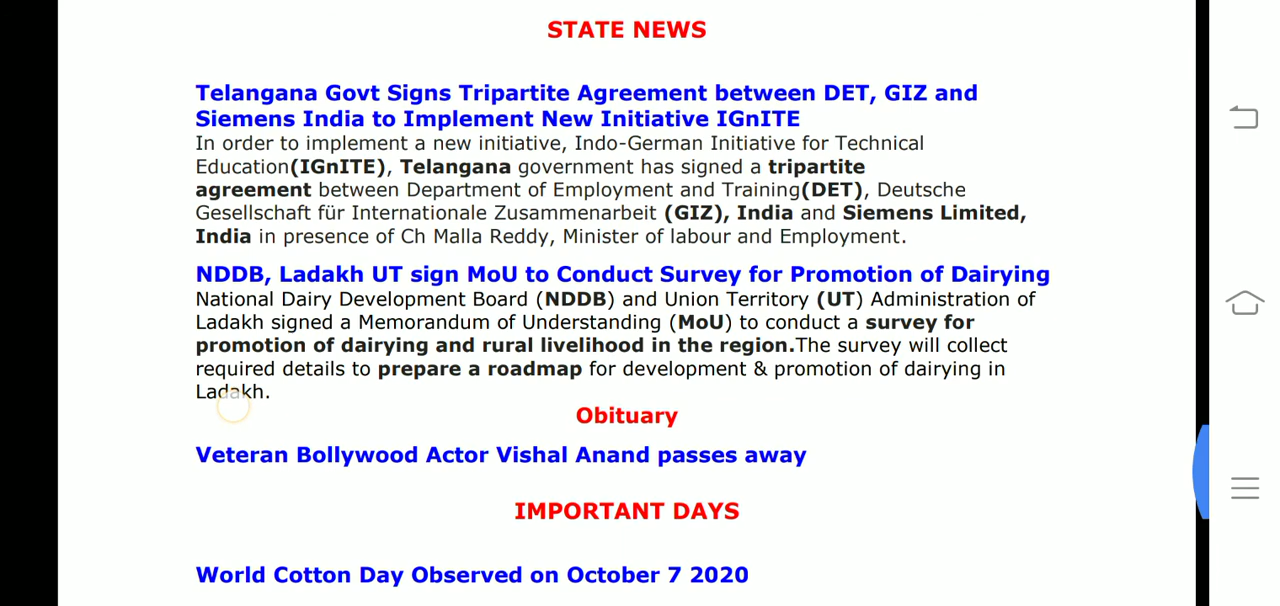 STATE NEWS
Telangana Govt Signs Tripartite Agreement between DET, GIZ and
Siemens India to Implement New Initiative IGnITE
In order to implement a new initiative, Indo-German Initiative for Technical
Education(IGnITE), Telangana government has signed a tripartite
agreement between Department of Employment and Training(DET), Deutsche
Gesellschaft für Internationale Zusammenarbeit (GIZ), India and Siemens Limited,
India in presence of Ch Malla Reddy, Minister of labour and Employment.
NDDB, Ladakh UT sign MoU to Conduct Survey for Promotion of Dairying
National Dairy Development Board (NDDB) and Union Territory (UT) Administration of
Ladakh signed a Memorandum of Understanding (MoU) to conduct a survey for
promotion of dairying and rural livelihood in the region.The survey will collect
required details to prepare a roadmap for development & promotion of dairying in
Ladakh.
Obituary
Veteran Bollywood Actor Vishal Anand passes away
IMPORTANT DAYS
World Cotton Day Observed on October 7 2020